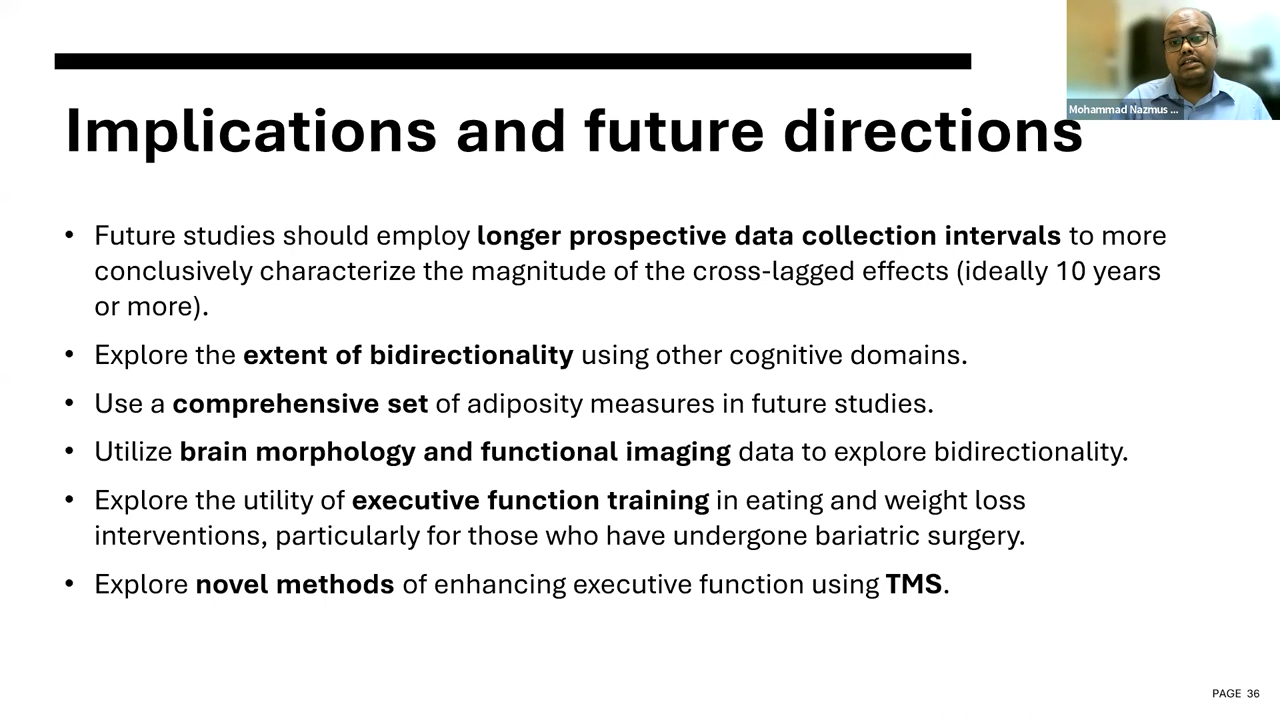 Mohammad Nazmus ...
Implications and future directions
• Future studies should employ longer prospective data collection intervals to more
conclusively characterize the magnitude of the cross-lagged effects (ideally 10 years
or more).
• Explore the extent of bidirectionality using other cognitive domains.
• Use a comprehensive set of adiposity measures in future studies.
• Utilize brain morphology and functional imaging data to explore bidirectionality.
• Explore the utility of executive function training in eating and weight loss
interventions, particularly for those who have undergone bariatric surgery.
• Explore novel methods of enhancing executive function using TMS.
PAGE 36